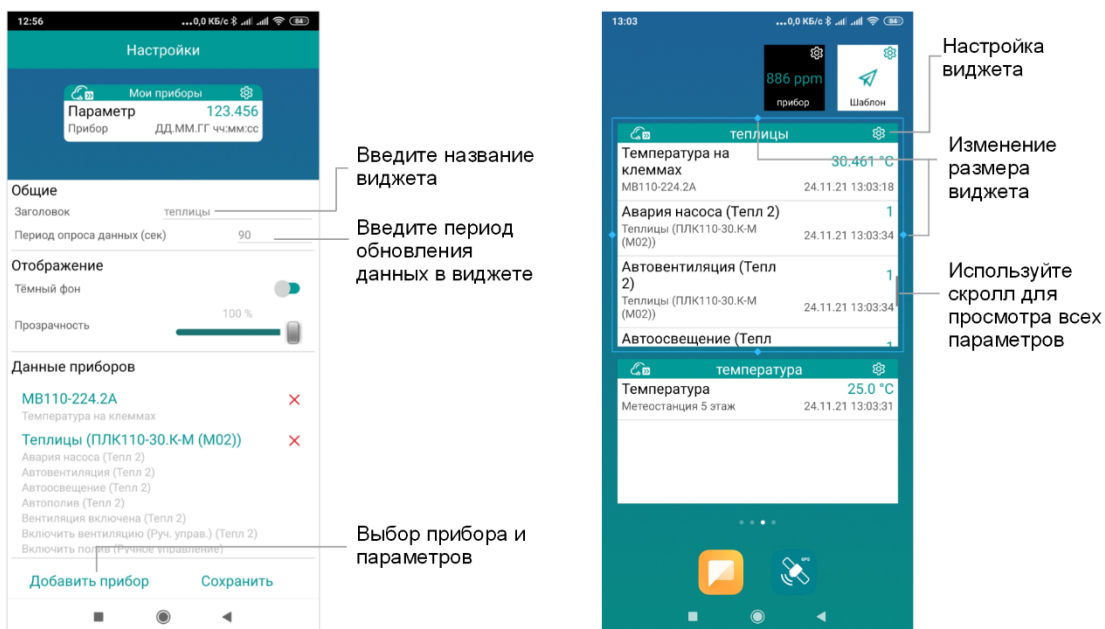 12:56
...0,0 КБ/с 84
Настройки
Мои приборы
Параметр 123.456
Прибор ДД.ММ.ГГ чч:мм:сс
Общие
Заголовок теплицы
Период опроса данных (сек) 90
Отображение
Тёмный фон
Прозрачность 100 %
Данные приборов
МВ110-224.2А
Температура на клеммах
Теплицы (ПЛК110-30.К-М (М02))
Авария насоса (Тепл 2)
Автовентиляция (Тепл 2)
Автоосвещение (Тепл 2)
Автополив (Тепл 2)
Вентиляция включена (Тепл 2)
Включить вентиляцию (Руч. управ.) (Тепл 2)
Включить полив (Ручное управление)
Добавить прибор Сохранить
Введите название
виджета
Введите период
обновления
данных в виджете
Выбор прибора и
параметров
13:03
...0,0 КБ/с 84
886 ppm
прибор
Шаблон
теплицы
Температура на
клеммах
30.461 °C
МВ110-224.2А 24.11.21 13:03:18
Авария насоса (Тепл 2) 1
Теплицы (ПЛК110-30.К-М
(М02))
24.11.21 13:03:34
Автовентиляция (Тепл
2)
1
Теплицы (ПЛК110-30.К-М
(М02))
24.11.21 13:03:34
Автоосвещение (Тепл
1
температура
Температура 25.0 °C
Метеостанция 5 этаж 24.11.21 13:03:31
GPS
Настройка
виджета
Изменение
размера
виджета
Используйте
скролл для
просмотра всех
параметров